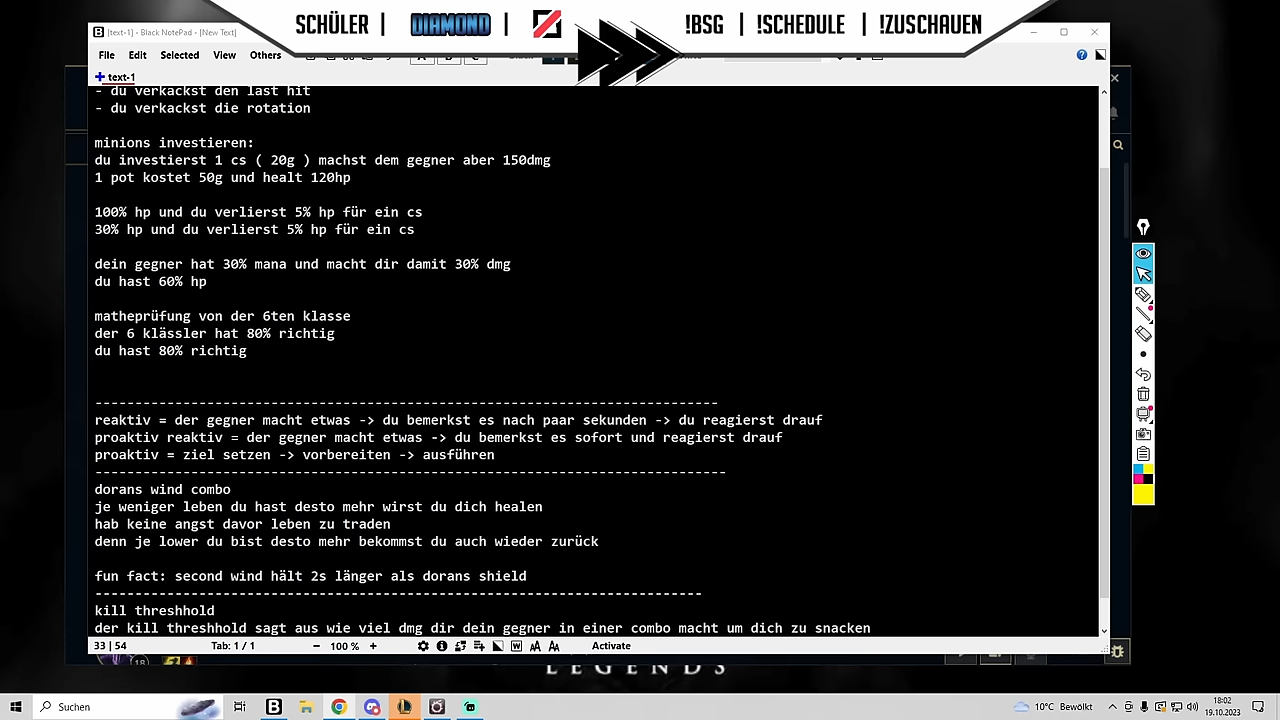 SCHÜLER | DIAMOND | !BSG | !SCHEDULE | !ZUSCHAUEN
[text-1] - Black NotePad - [New Text]
File Edit Selected View Others
text-1
- du verkackst den last hit
- du verkackst die rotation
minions investieren:
du investierst 1 cs ( 20g ) machst dem gegner aber 150dmg
1 pot kostet 50g und healt 120hp
100% hp und du verlierst 5% hp für ein cs
30% hp und du verlierst 5% hp für ein cs
dein gegner hat 30% mana und macht dir damit 30% dmg
du hast 60% hp
matheprüfung von der 6ten klasse
der 6 klässler hat 80% richtig
du hast 80% richtig
------------------------------------------------------------------------------
reaktiv = der gegner macht etwas -> du bemerkst es nach paar sekunden -> du reagierst drauf
proaktiv reaktiv = der gegner macht etwas -> du bemerkst es sofort und reagierst drauf
proaktiv = ziel setzen -> vorbereiten -> ausführen
-------------------------------------------------------------------------------
dorans wind combo
je weniger leben du hast desto mehr wirst du dich healen
hab keine angst davor leben zu traden
denn je lower du bist desto mehr bekommst du auch wieder zurück
fun fact: second wind hält 2s länger als dorans shield
----------------------------------------------------------------------------
kill threshhold
der kill threshhold sagt aus wie viel dmg dir dein gegner in einer combo macht um dich zu snacken
33 | 54 Tab: 1 / 1 − 100 % + Activate
18
LEGENDS
Suchen
10°C Bewölkt
18:02
19.10.2023